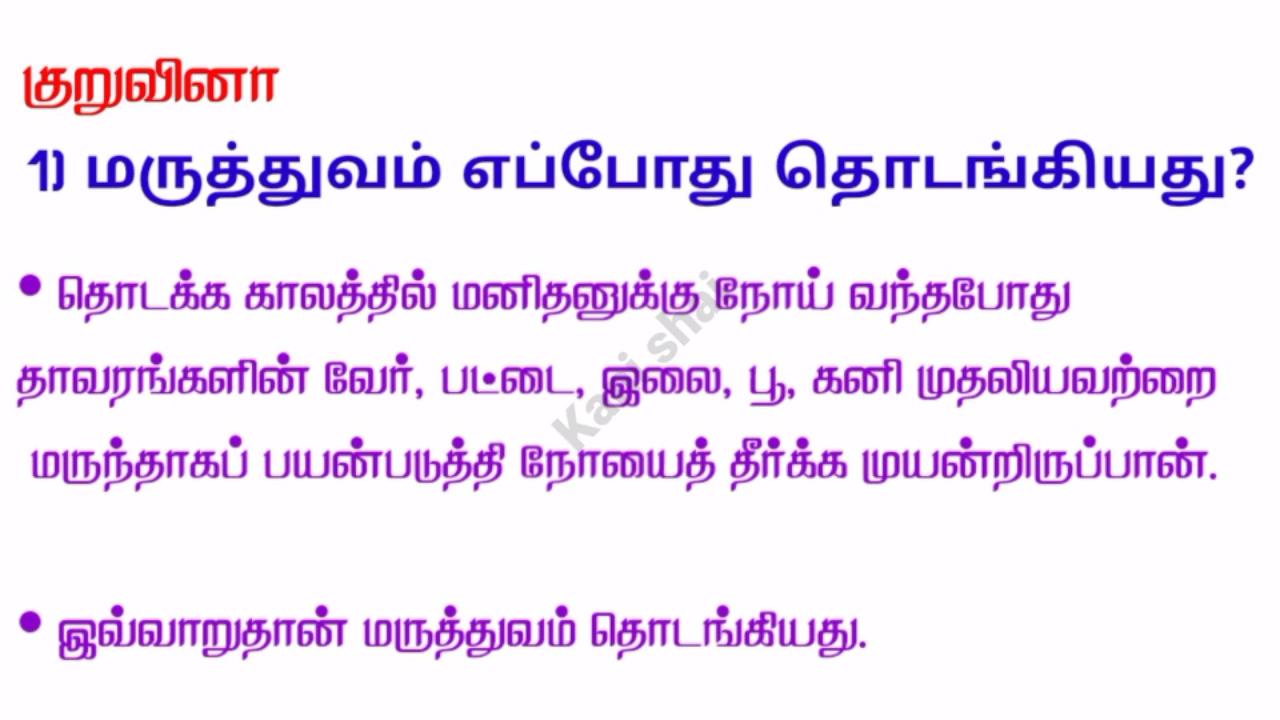 குறுவினா
1) மருத்துவம் எப்போது தொடங்கியது?
• தொடக்க காலத்தில் மனிதனுக்கு நோய் வந்தபோது
தாவரங்களின் வேர், பட்டை, இலை, பூ, கனி முதலியவற்றை
மருந்தாகப் பயன்படுத்தி நோயைத் தீர்க்க முயன்றிருப்பான்.
• இவ்வாறுதான் மருத்துவம் தொடங்கியது.